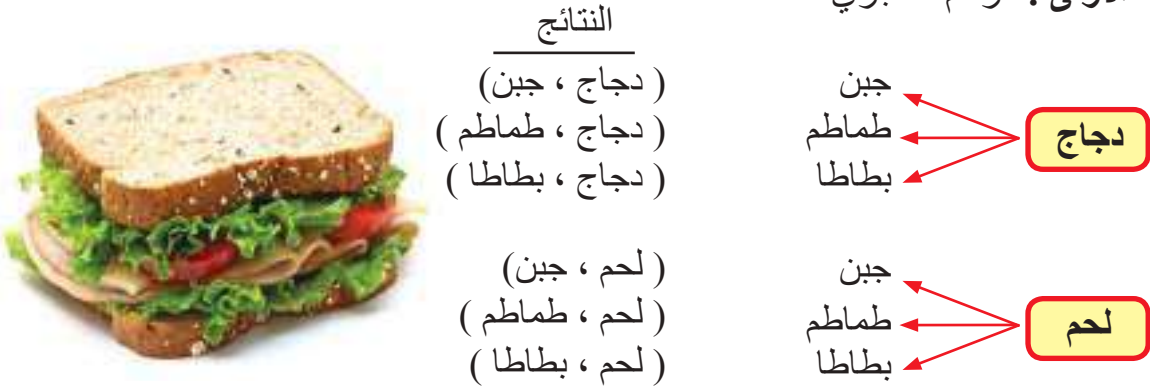 النتائج
جبن ( دجاج ، جبن)
دجاج طماطم ( دجاج ، طماطم )
بطاطا ( دجاج ، بطاطا )
جبن ( لحم ، جبن)
لحم طماطم ( لحم ، طماطم )
بطاطا ( لحم ، بطاطا )